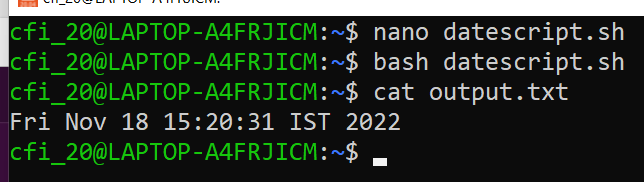 cfi_20@LAPTOP-A4FRJICM:~$ nano datescript.sh
cfi_20@LAPTOP-A4FRJICM:~$ bash datescript.sh
cfi_20@LAPTOP-A4FRJICM:~$ cat output.txt
Fri Nov 18 15:20:31 IST 2022
cfi_20@LAPTOP-A4FRJICM:~$